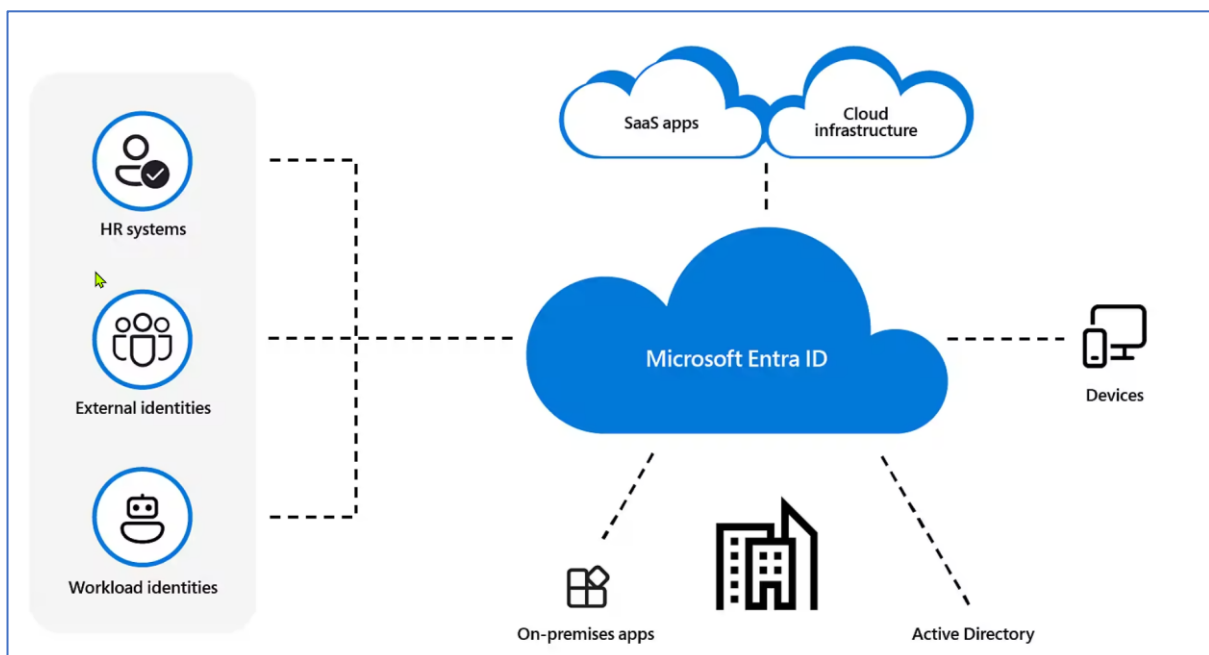 SaaS apps
Cloud
infrastructure
HR systems
External identities
Workload identities
Microsoft Entra ID
Devices
On-premises apps
Active Directory